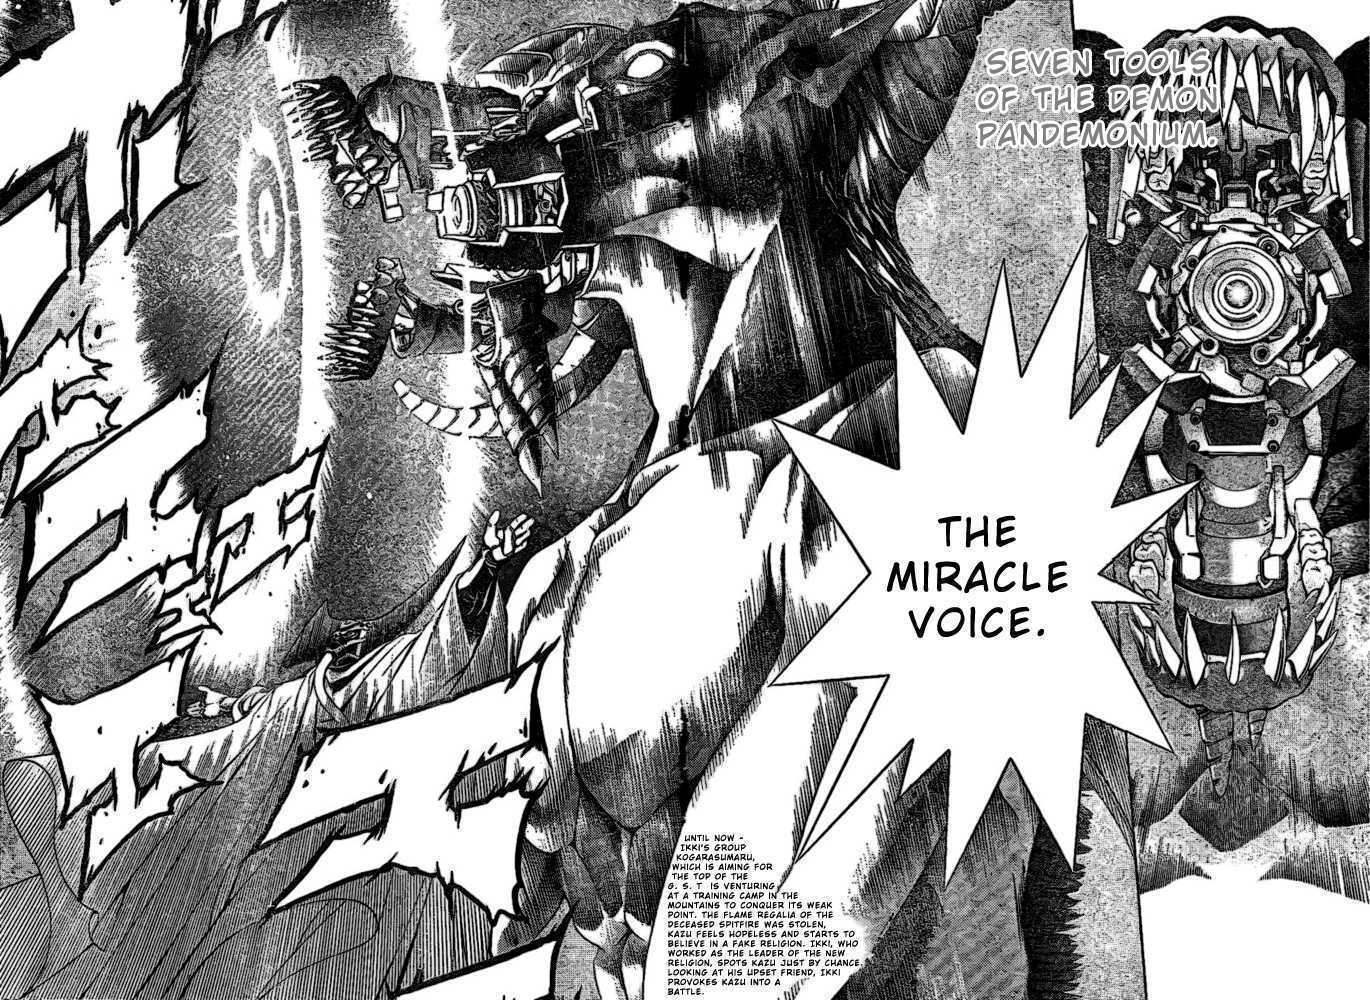 SEVEN TOOLS
OF THE DEMON
PANDEMONIUM.
THE
MIRACLE
VOICE.
UNTIL NOW -
IKKI'S GROUP
KOGARASUMARU,
WHICH IS AIMING FOR
THE TOP OF THE
G. S. T IS VENTURING
AT A TRAINING CAMP IN THE
MOUNTAINS TO CONQUER ITS WEAK
POINT. THE FLAME REGALIA OF THE
DECEASED SPITFIRE WAS STOLEN,
KAZU FEELS HOPELESS AND STARTS TO
BELIEVE IN A FAKE RELIGION. IKKI, WHO
WORKED AS THE LEADER OF THE NEW
RELIGION, SPOTS KAZU JUST BY CHANCE.
LOOKING AT HIS UPSET FRIEND, IKKI
PROVOKES KAZU INTO A
BATTLE.